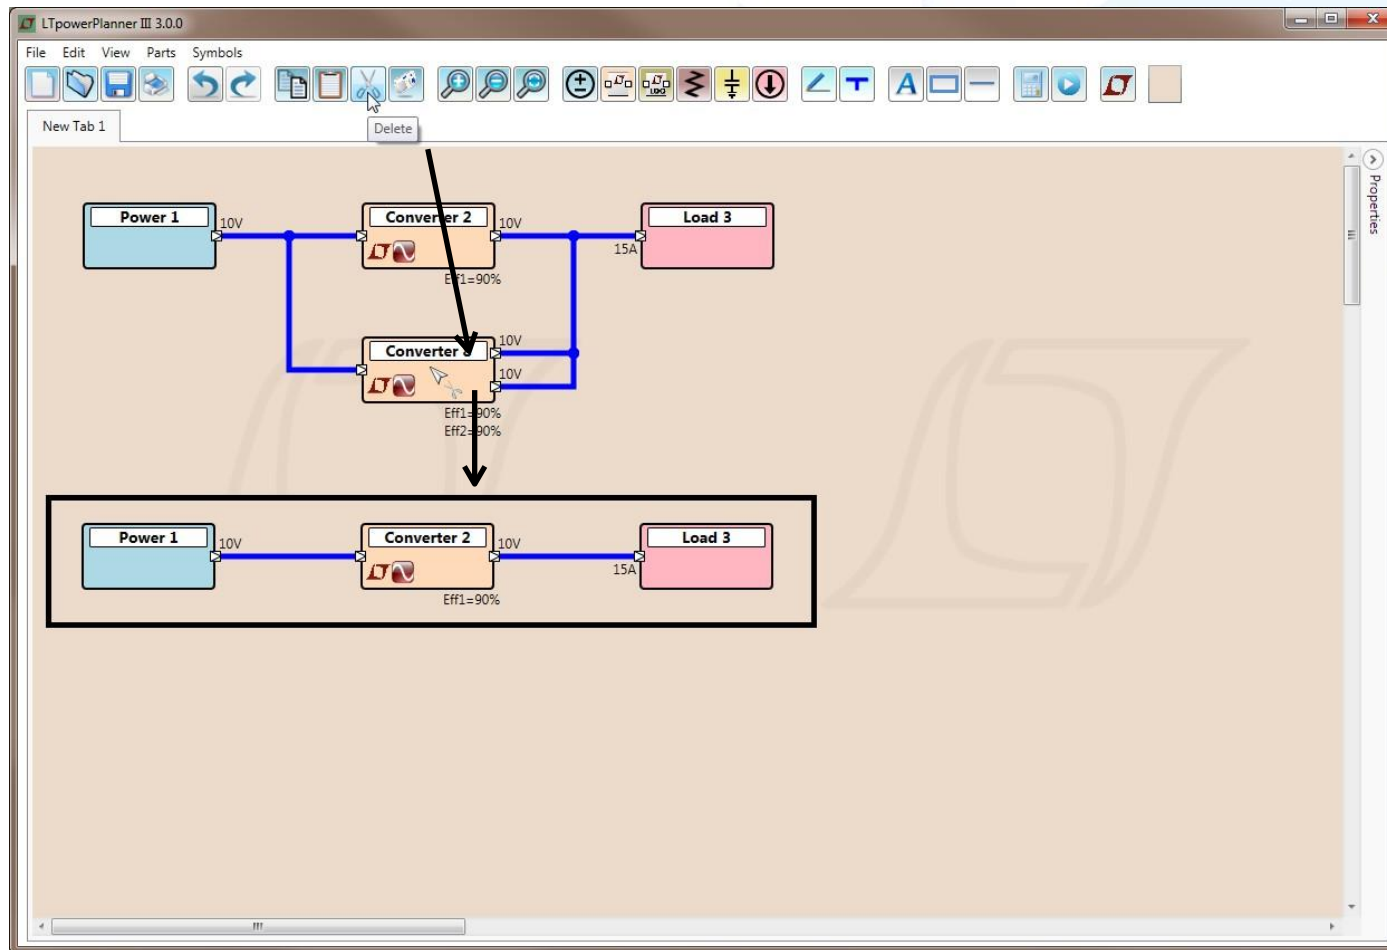 LTpowerPlanner III 3.0.0
File Edit View Parts Symbols
New Tab 1
Delete
Properties
Power 1
10V
Converter 2
10V
Eff1=90%
Load 3
15A
Converter
10V
10V
Eff1=90%
Eff2=90%
Power 1
10V
Converter 2
10V
Eff1=90%
Load 3
15A